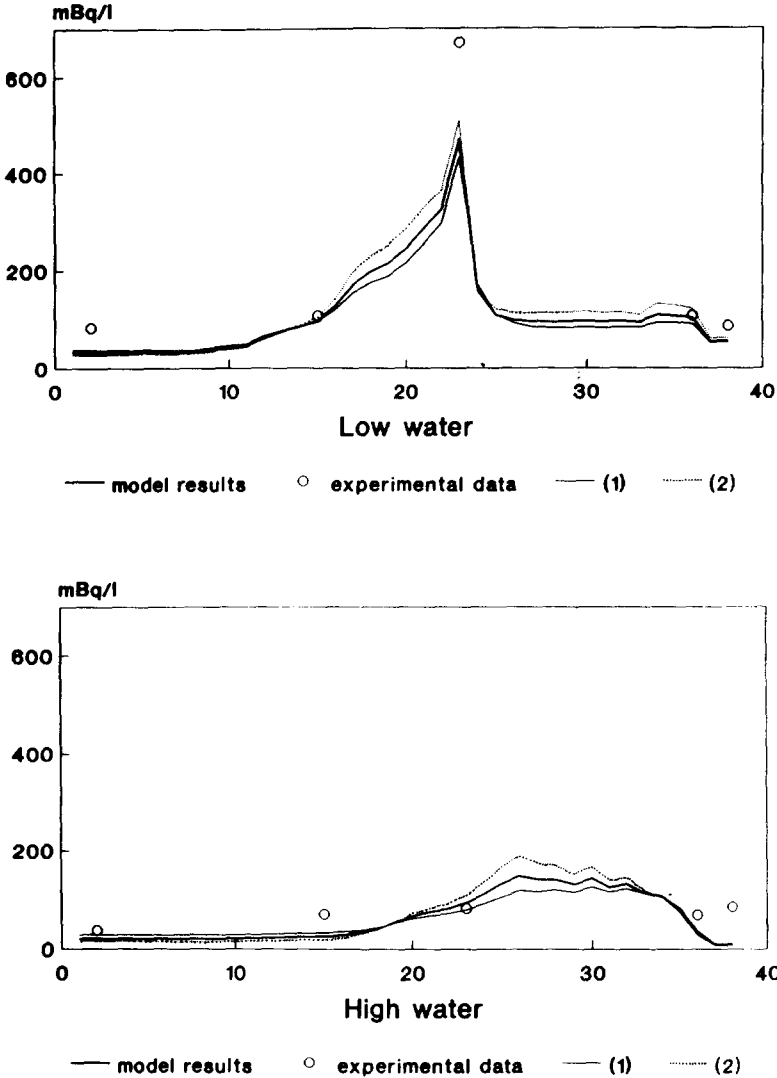 mBq/l
600
400
200
0
0 10 20 30 40
Low water
model results experimental data (1) (2)
mBq/l
600
400
200
0
0 10 20 30 40
High water
model results experimental data (1) (2)